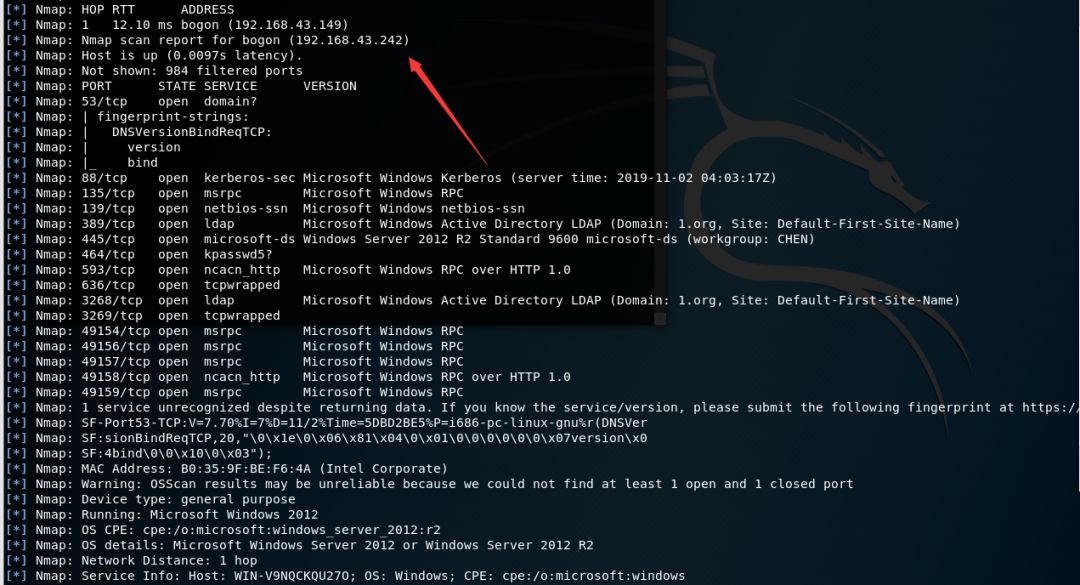 [*] Nmap: HOP RTT      ADDRESS
[*] Nmap: 1   12.10 ms bogon (192.168.43.149)
[*] Nmap: Nmap scan report for bogon (192.168.43.242)
[*] Nmap: Host is up (0.0097s latency).
[*] Nmap: Not shown: 984 filtered ports
[*] Nmap: PORT      STATE SERVICE      VERSION
[*] Nmap: 53/tcp    open  domain?
[*] Nmap: | fingerprint-strings:
[*] Nmap: |   DNSVersionBindReqTCP:
[*] Nmap: |     version
[*] Nmap: |_    bind
[*] Nmap: 88/tcp    open  kerberos-sec Microsoft Windows Kerberos (server time: 2019-11-02 04:03:17Z)
[*] Nmap: 135/tcp   open  msrpc        Microsoft Windows RPC
[*] Nmap: 139/tcp   open  netbios-ssn  Microsoft Windows netbios-ssn
[*] Nmap: 389/tcp   open  ldap         Microsoft Windows Active Directory LDAP (Domain: 1.org, Site: Default-First-Site-Name)
[*] Nmap: 445/tcp   open  microsoft-ds Windows Server 2012 R2 Standard 9600 microsoft-ds (workgroup: CHEN)
[*] Nmap: 464/tcp   open  kpasswd5?
[*] Nmap: 593/tcp   open  ncacn_http   Microsoft Windows RPC over HTTP 1.0
[*] Nmap: 636/tcp   open  tcpwrapped
[*] Nmap: 3268/tcp  open  ldap         Microsoft Windows Active Directory LDAP (Domain: 1.org, Site: Default-First-Site-Name)
[*] Nmap: 3269/tcp  open  tcpwrapped
[*] Nmap: 49154/tcp open  msrpc        Microsoft Windows RPC
[*] Nmap: 49156/tcp open  msrpc        Microsoft Windows RPC
[*] Nmap: 49157/tcp open  msrpc        Microsoft Windows RPC
[*] Nmap: 49158/tcp open  ncacn_http   Microsoft Windows RPC over HTTP 1.0
[*] Nmap: 49159/tcp open  msrpc        Microsoft Windows RPC
[*] Nmap: 1 service unrecognized despite returning data. If you know the service/version, please submit the following fingerprint at https:/
[*] Nmap: SF-Port53-TCP:V=7.70%I=7%D=11/2%Time=5DBD2BE5%P=i686-pc-linux-gnu%r(DNSVer
[*] Nmap: SF:sionBindReqTCP,20,"\0\x1e\0\x06\x81\x04\0\x01\0\0\0\0\0\0\x07version\x0
[*] Nmap: SF:4bind\0\0\x10\0\x03");
[*] Nmap: MAC Address: B0:35:9F:BE:F6:4A (Intel Corporate)
[*] Nmap: Warning: OSScan results may be unreliable because we could not find at least 1 open and 1 closed port
[*] Nmap: Device type: general purpose
[*] Nmap: Running: Microsoft Windows 2012
[*] Nmap: OS CPE: cpe:/o:microsoft:windows_server_2012:r2
[*] Nmap: OS details: Microsoft Windows Server 2012 or Windows Server 2012 R2
[*] Nmap: Network Distance: 1 hop
[*] Nmap: Service Info: Host: WIN-V9NQCKQU27O; OS: Windows; CPE: cpe:/o:microsoft:windows